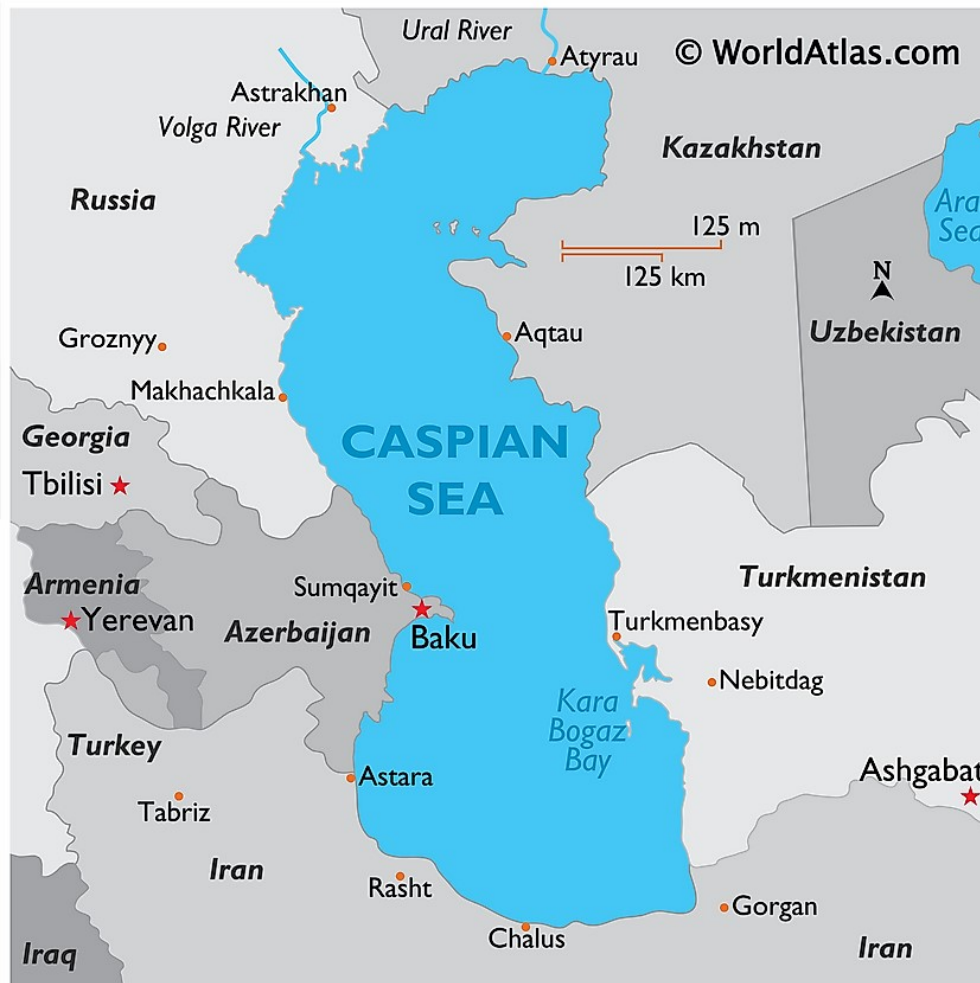 Ural River
Atyrau
© WorldAtlas.com
Astrakhan
Volga River
Kazakhstan
Russia
Ara
Sea
125 m
125 km
N
Uzbekistan
Groznyy
Aqtau
Makhachkala
Georgia
Tbilisi
CASPIAN
SEA
Armenia
Yerevan
Sumqayit
Azerbaijan
Baku
Turkmenistan
Turkmenbasy
Nebitdag
Kara
Bogaz
Bay
Turkey
Astara
Ashgabat
Tabriz
Iran
Rasht
Gorgan
Chalus
Iraq
Iran